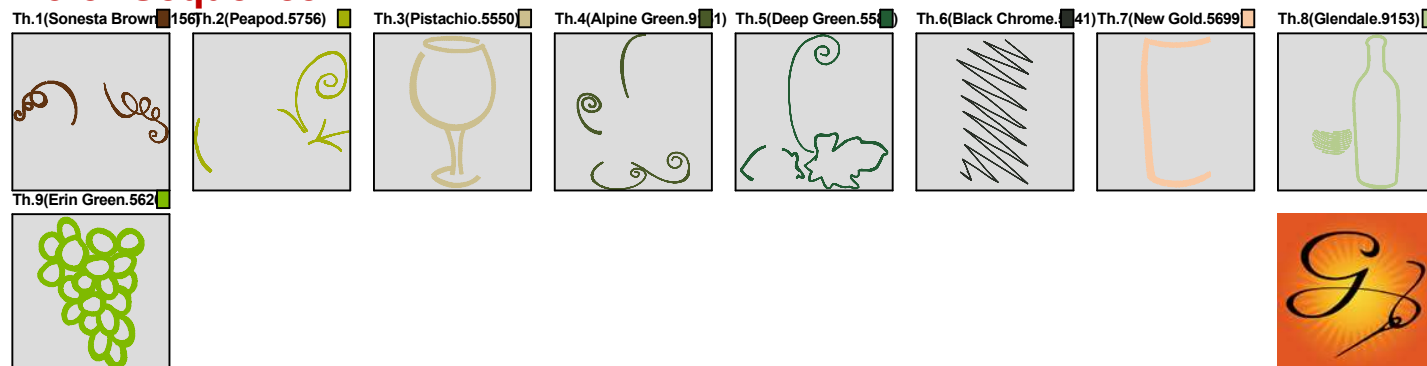 Th.1(Sonesta Brown.9156)
Th.2(Peapod.5756)
Th.3(Pistachio.5550)
Th.4(Alpine Green.9
Th.5(Deep Green.55
Th.6(Black Chrome.5
Th.7(New Gold.5699
Th.8(Glendale.9153)
Th.9(Erin Green.562
G